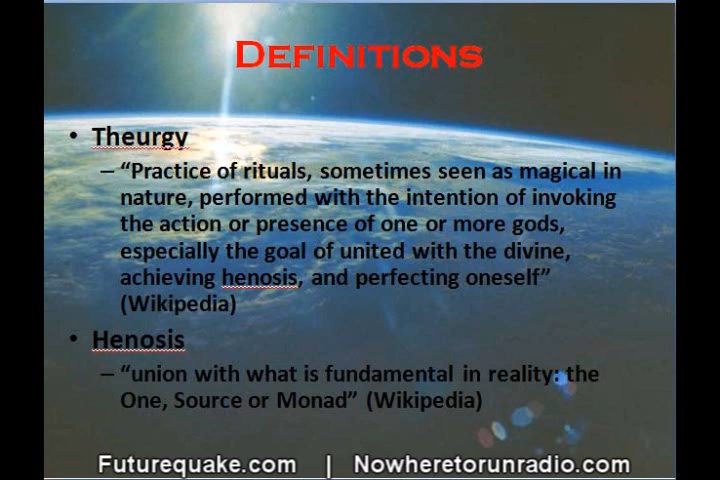 DEFINITIONS
• Theurgy
– “Practice of rituals, sometimes seen as magical in
nature, performed with the intention of invoking
the action or presence of one or more gods,
especially the goal of united with the divine,
achieving henosis, and perfecting oneself”
(Wikipedia)
• Henosis
– “union with what is fundamental in reality: the
One, Source or Monad” (Wikipedia)
Futurequake.com | Nowheretorunradio.com